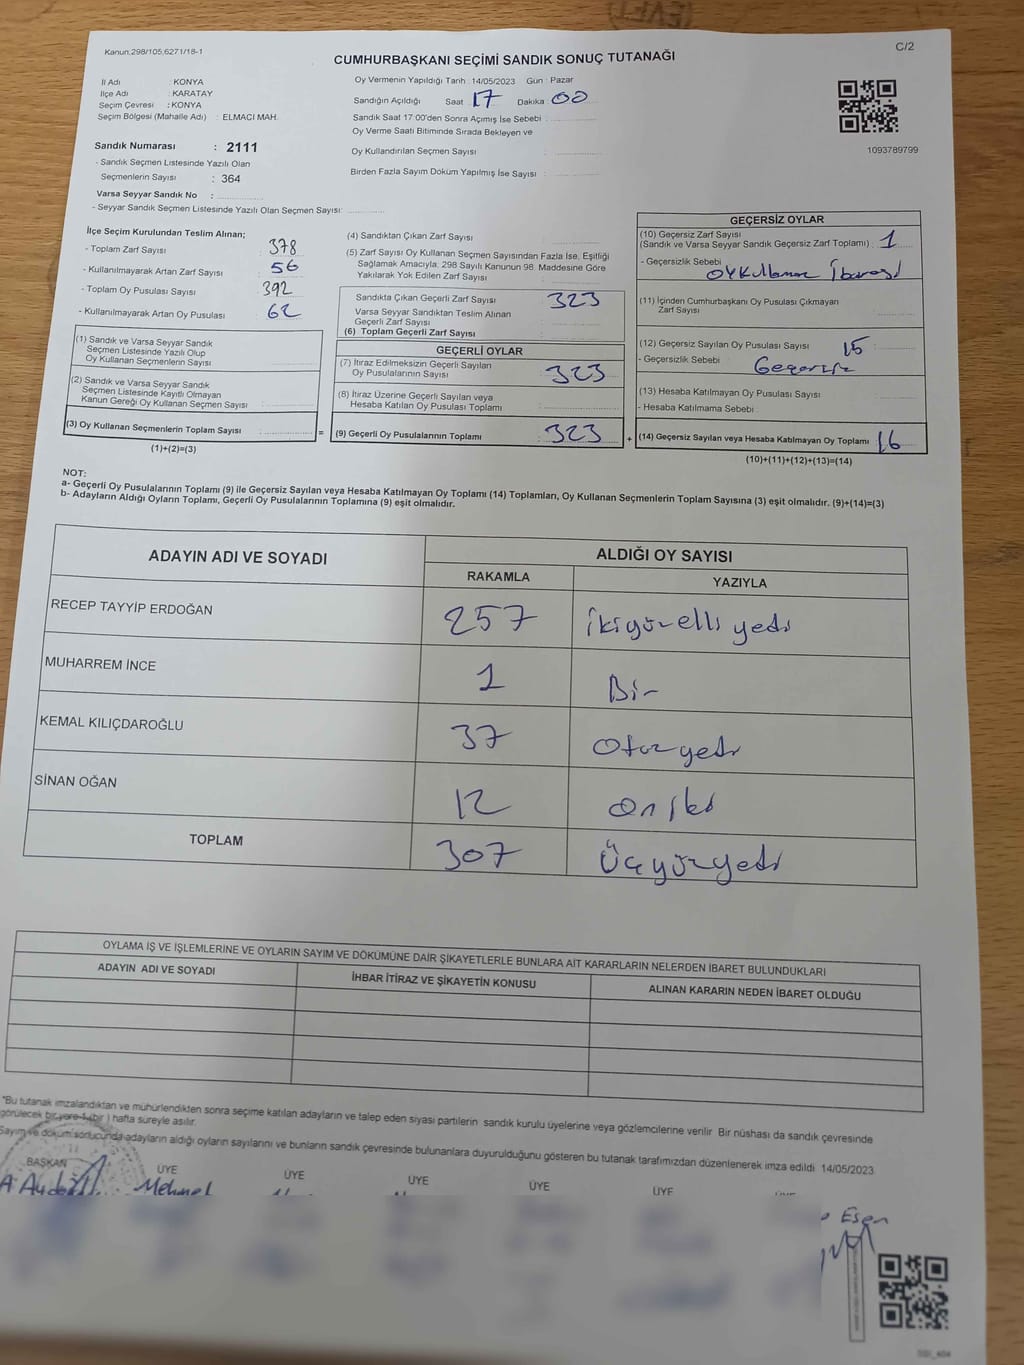 (EVET)
Kanun,298/105,6271/18-1
C/2
CUMHURBAŞKANI SEÇİMİ SANDIK SONUÇ TUTANAĞI
İl Adı : KONYA
İlçe Adı : KARATAY
Seçim Çevresi : KONYA
Seçim Bölgesi (Mahalle Adı) : ELMACI MAH.
Sandık Numarası : 2111
- Sandık Seçmen Listesinde Yazılı Olan
Seçmenlerin Sayısı : 364
Varsa Seyyar Sandık No :
- Seyyar Sandık Seçmen Listesinde Yazılı Olan Seçmen Sayısı:
Oy Vermenin Yapıldığı Tarih : 14/05/2023 Gün : Pazar
Sandığın Açıldığı Saat 17 Dakika : 00
Sandık Saat 17:00'den Sonra Açımış İse Sebebi :
Oy Verme Saati Bitiminde Sırada Bekleyen ve
Oy Kullandırılan Seçmen Sayısı :
Birden Fazla Sayım Döküm Yapılmış İse Sayısı :
1093789799
İlçe Seçim Kurulundan Teslim Alınan;
- Toplam Zarf Sayısı : 378
- Kullanılmayarak Artan Zarf Sayısı : 56
- Toplam Oy Pusulası Sayısı : 392
- Kullanılmayarak Artan Oy Pusulası : 62
(1) Sandık ve Varsa Seyyar Sandık
Seçmen Listesinde Yazılı Olup
Oy Kullanan Seçmenlerin Sayısı :
(2) Sandık ve Varsa Seyyar Sandık
Seçmen Listesinde Kayıtlı Olmayan
Kanun Gereği Oy Kullanan Seçmen Sayısı :
(3) Oy Kullanan Seçmenlerin Toplam Sayısı :
(1)+(2)=(3)
=
(4) Sandıktan Çıkan Zarf Sayısı :
(5) Zarf Sayısı Oy Kullanan Seçmen Sayısından Fazla İse, Eşitliği
Sağlamak Amacıyla, 298 Sayılı Kanunun 98. Maddesine Göre
Yakılarak Yok Edilen Zarf Sayısı :
Sandıkta Çıkan Geçerli Zarf Sayısı : 323
Varsa Seyyar Sandıktan Teslim Alınan
Geçerli Zarf Sayısı :
(6) Toplam Geçerli Zarf Sayısı :
GEÇERLİ OYLAR
(7) İtiraz Edilmeksizin Geçerli Sayılan
Oy Pusulalarının Sayısı : 323
(8) İtiraz Üzerine Geçerli Sayılan veya
Hesaba Katılan Oy Pusulası Toplamı :
(9) Geçerli Oy Pusulalarının Toplamı : 323
+
GEÇERSİZ OYLAR
(10) Geçersiz Zarf Sayısı
(Sandık ve Varsa Seyyar Sandık Geçersiz Zarf Toplamı) : 1
- Geçersizlik Sebebi :
(11) İçinden Cumhurbaşkanı Oy Pusulası Çıkmayan
Zarf Sayısı :
(12) Geçersiz Sayılan Oy Pusulası Sayısı : 15
- Geçersizlik Sebebi : Geçersiz
(13) Hesaba Katılmayan Oy Pusulası Sayısı :
- Hesaba Katılmama Sebebi :
(14) Geçersiz Sayılan veya Hesaba Katılmayan Oy Toplamı : 16
(10)+(11)+(12)+(13)=(14)
NOT:
a- Geçerli Oy Pusulalarının Toplamı (9) ile Geçersiz Sayılan veya Hesaba Katılmayan Oy Toplamı (14) Toplamları, Oy Kullanan Seçmenlerin Toplam Sayısına (3) eşit olmalıdır. (9)+(14)=(3)
b- Adayların Aldığı Oyların Toplamı, Geçerli Oy Pusulalarının Toplamına (9) eşit olmalıdır.
ADAYIN ADI VE SOYADI
ALDIĞI OY SAYISI
RAKAMLA YAZIYLA
RECEP TAYYİP ERDOĞAN 257 İkiyüzelli yedi
MUHARREM İNCE 1 Bir
KEMAL KILIÇDAROĞLU 37 Otuzyedi
SİNAN OĞAN 12 oniki
TOPLAM 307 Üçyüzyedi
OYLAMA İŞ VE İŞLEMLERİNE VE OYLARIN SAYIM VE DÖKÜMÜNE DAİR ŞİKAYETLERLE BUNLARA AİT KARARLARIN NELERDEN İBARET BULUNDUKLARI
ADAYIN ADI VE SOYADI İHBAR İTİRAZ VE ŞİKAYETİN KONUSU ALINAN KARARIN NEDEN İBARET OLDUĞU
*Bu tutanak imzalandıktan ve mühürlendikten sonra seçime katılan adayların ve talep eden siyasi partilerin sandık kurulu üyelerine veya gözlemcilerine verilir. Bir nüshası da sandık çevresinde
görülecek bir yere 1 (bir) hafta süreyle asılır.
Sayım ve döküm sonucunda adayların aldığı oyların sayılarını ve bunların sandık çevresinde bulunanlara duyurulduğunu gösteren bu tutanak tarafımızdan düzenlenerek imza edildi. 14/05/2023
BAŞKAN ÜYE ÜYE ÜYE ÜYE ÜYE
Mehmet
Esen